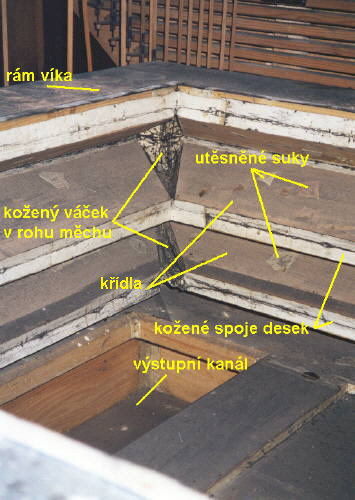 rám víka
utěsněné suky
kožený váček
v rohu měchu
křídla
kožené spoje desek
výstupní kanál